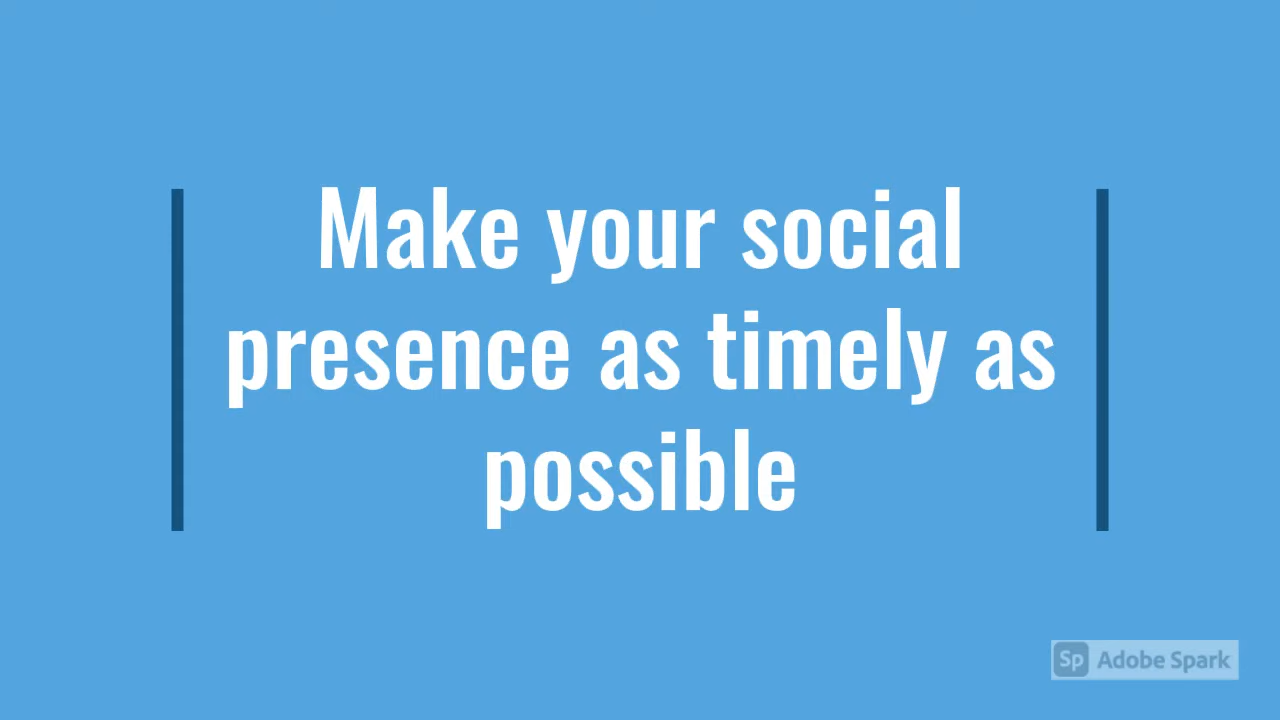 Make your social
presence as timely as
possible
Sp Adobe Spark